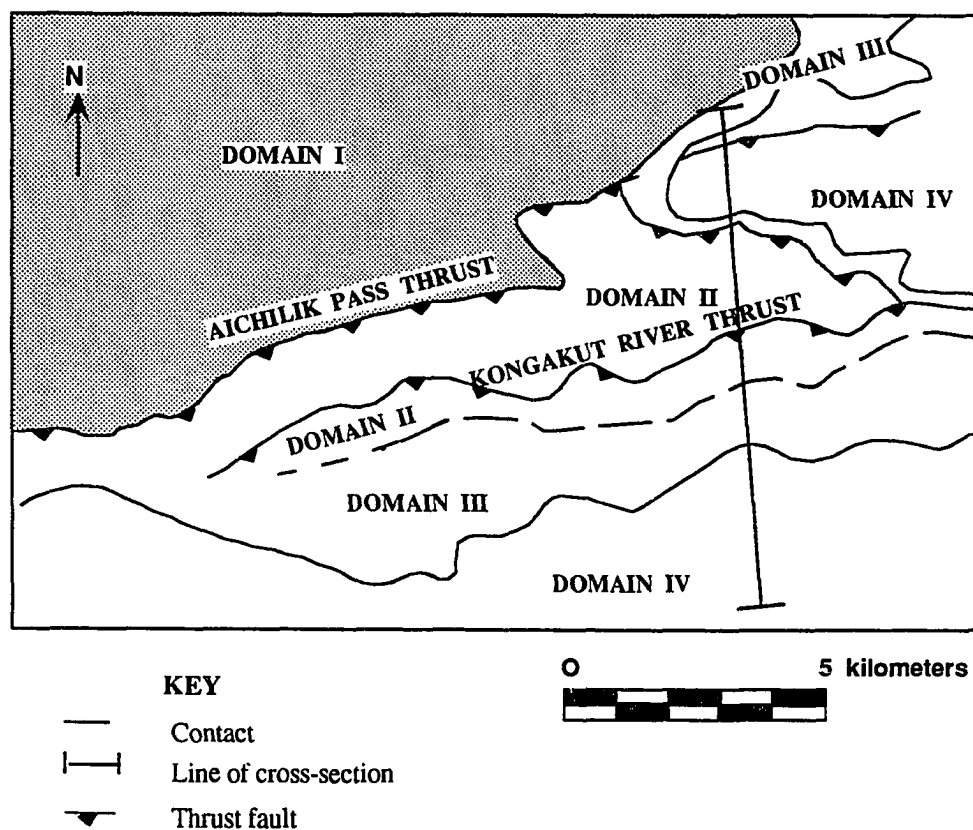 DOMAIN III
N
DOMAIN I
DOMAIN IV
AICHILIK PASS THRUST
DOMAIN II
KONGAKUT RIVER THRUST
DOMAIN II
DOMAIN III
DOMAIN IV
KEY
Contact
Line of cross-section
Thrust fault
0 5 kilometers